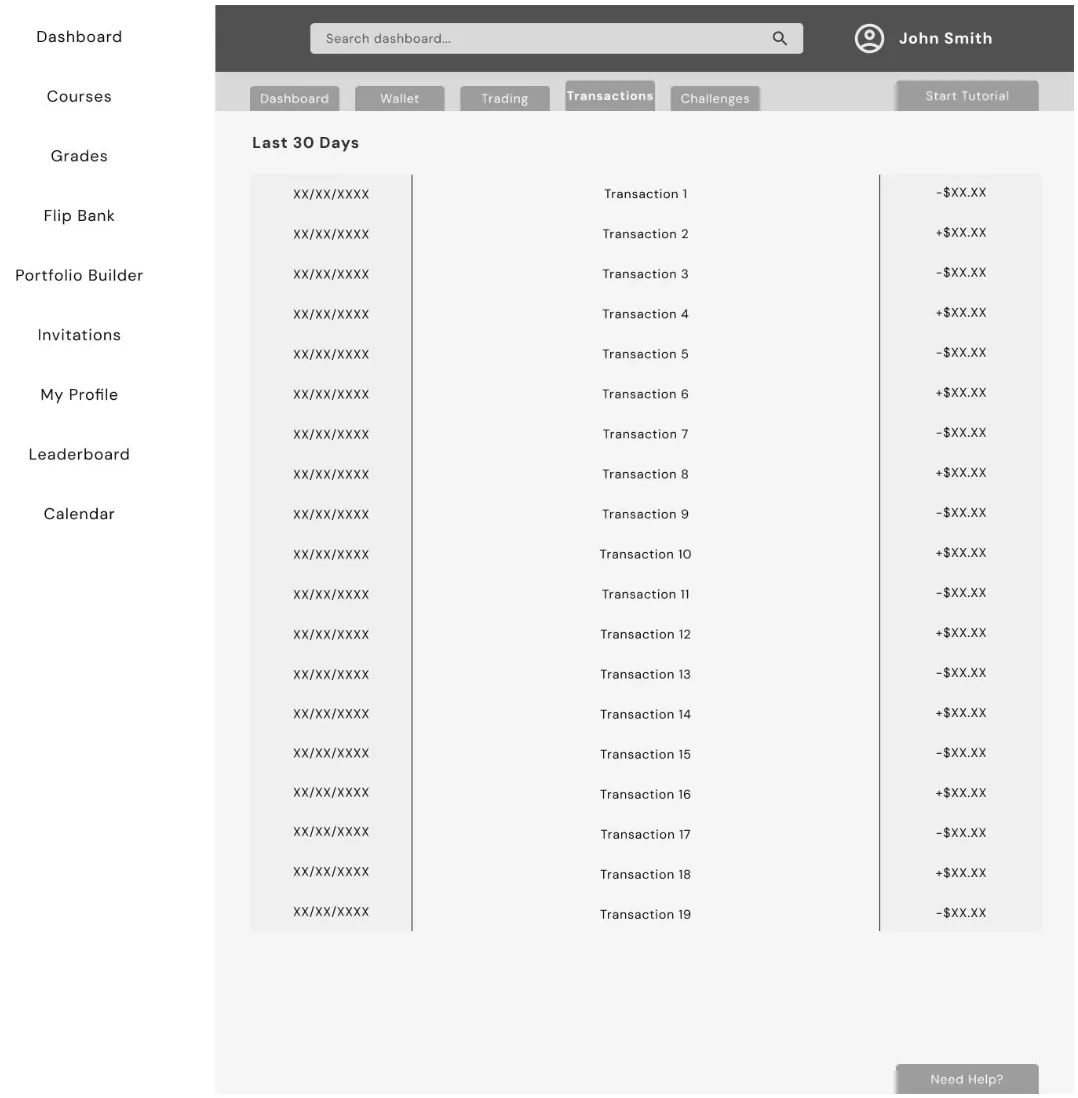 Dashboard
Courses
Grades
Flip Bank
Portfolio Builder
Invitations
My Profile
Leaderboard
Calendar
Search dashboard...
John Smith
Dashboard Wallet Trading Transactions Challenges Start Tutorial
Last 30 Days
XX/XX/XXXX Transaction 1 -$XX.XX
XX/XX/XXXX Transaction 2 +$XX.XX
XX/XX/XXXX Transaction 3 -$XX.XX
XX/XX/XXXX Transaction 4 +$XX.XX
XX/XX/XXXX Transaction 5 -$XX.XX
XX/XX/XXXX Transaction 6 +$XX.XX
XX/XX/XXXX Transaction 7 -$XX.XX
XX/XX/XXXX Transaction 8 +$XX.XX
XX/XX/XXXX Transaction 9 -$XX.XX
XX/XX/XXXX Transaction 10 +$XX.XX
XX/XX/XXXX Transaction 11 -$XX.XX
XX/XX/XXXX Transaction 12 +$XX.XX
XX/XX/XXXX Transaction 13 -$XX.XX
XX/XX/XXXX Transaction 14 +$XX.XX
XX/XX/XXXX Transaction 15 -$XX.XX
XX/XX/XXXX Transaction 16 +$XX.XX
XX/XX/XXXX Transaction 17 -$XX.XX
XX/XX/XXXX Transaction 18 +$XX.XX
XX/XX/XXXX Transaction 19 -$XX.XX
Need Help?